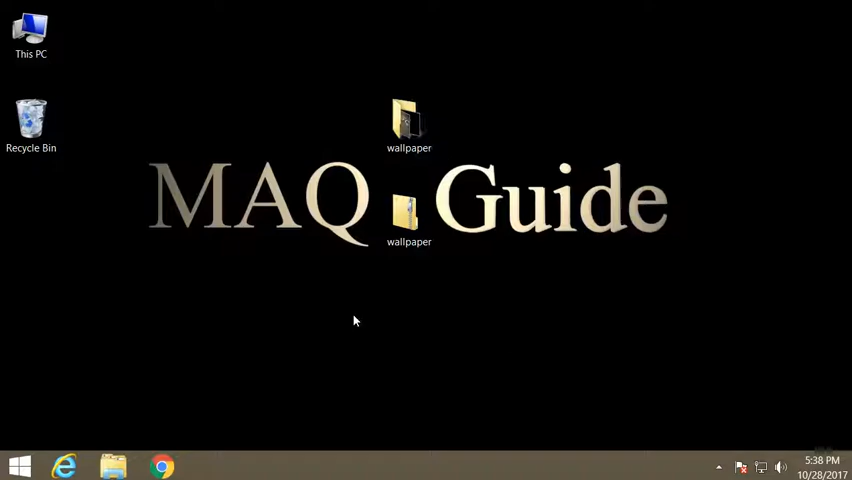 This PC
wallpaper
Recycle Bin
MAQ Guide
wallpaper
5:38 PM
10/28/2017